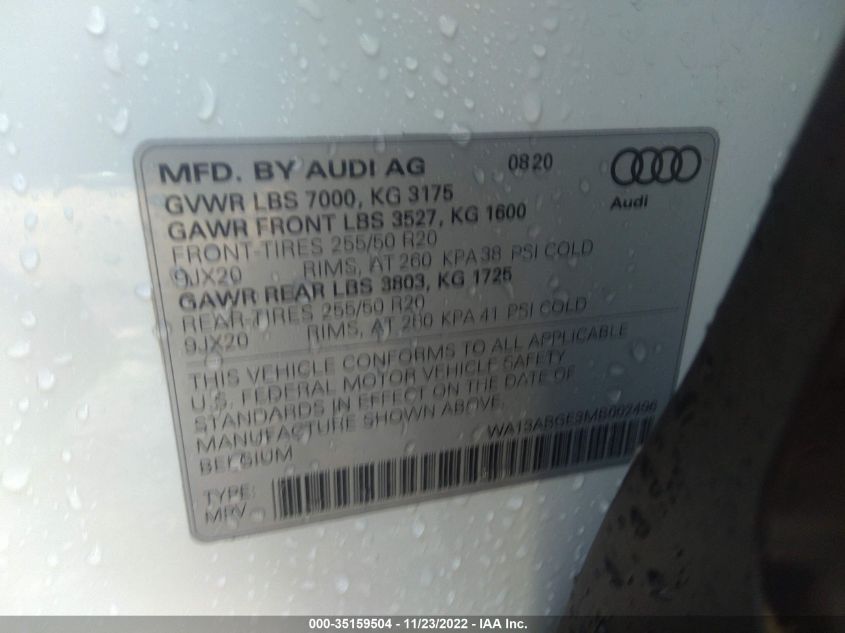 MFD. BY AUDI AG 0820
Audi
GVWR LBS 7000, KG 3175
GAWR FRONT LBS 3527, KG 1600
FRONT-TIRES 255/50 R20
9JX20 RIMS, AT 260 KPA 38 PSI COLD
GAWR REAR LBS 3803, KG 1725
REAR-TIRES 255/50 R20
9JX20 RIMS, AT 280 KPA 41 PSI COLD
THIS VEHICLE CONFORMS TO ALL APPLICABLE
U.S. FEDERAL MOTOR VEHICLE SAFETY
STANDARDS IN EFFECT ON THE DATE OF
MANUFACTURE SHOWN ABOVE.
BELGIUM
TYPE:
MPV
000-35159504 - 11/23/2022 - IAA Inc.